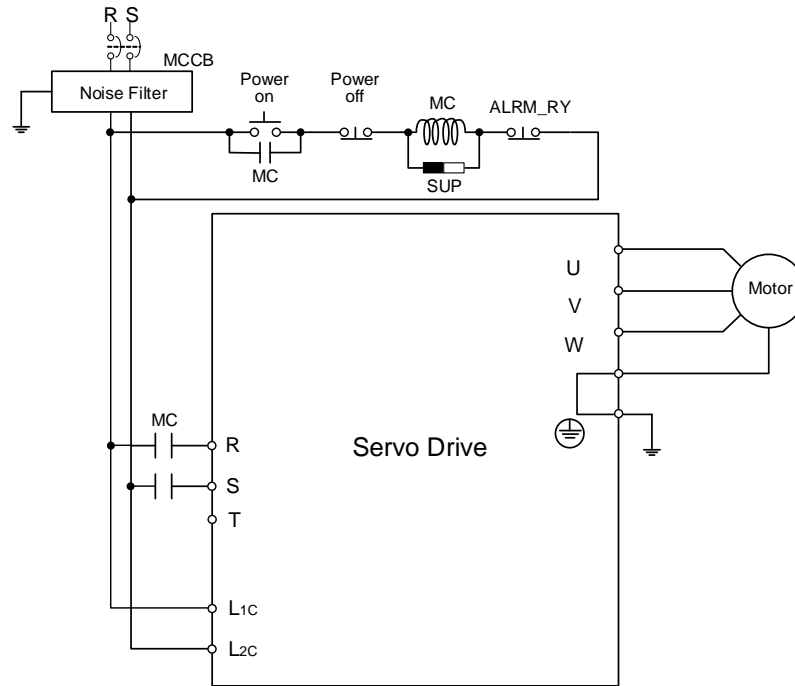 R S
MCCB
Noise Filter
Power
on
Power
off
MC
ALRM_RY
MC
SUP
U
V
W
Motor
MC
R
S
T
Servo Drive
L1C
L2C